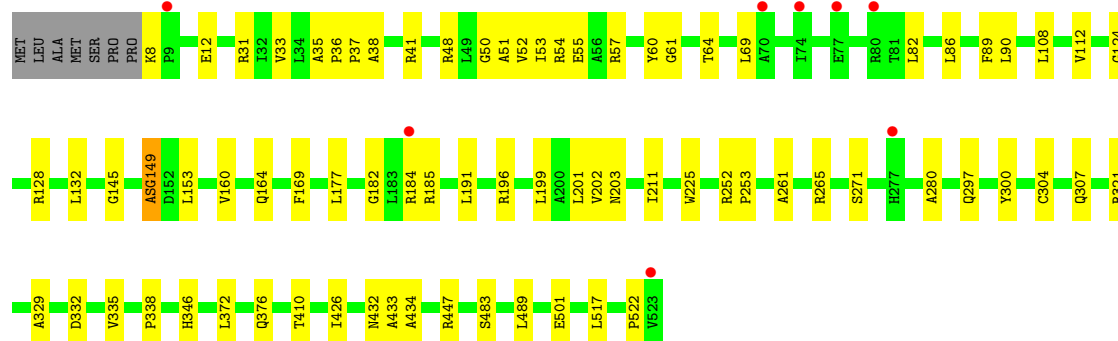 MET LEU ALA MET SER PRO PRO K8 P9 E12 R31 I32 V33 L34 A35 P36 P37 A38 R41 R48 L49 G50 A51 V52 I53 R54 E55 A56 R57 Y60 G61 T64 L69 A70 I74 E77 R80 T81 L82 L86 F89 L90 L108 V112
R128 L132 G145 ASG149 D152 L153 V160 Q164 F169 L177 G182 L183 R184 R185 L191 R196 L199 A200 L201 V202 N203 I211 W225 R252 P253 A261 R265 S271 H277 A280 Q297 Y300 C304 Q307
A329 D332 V335 P338 H346 L372 Q376 T410 I426 N432 A433 A434 R447 S483 L489 E501 L517 P522 V523